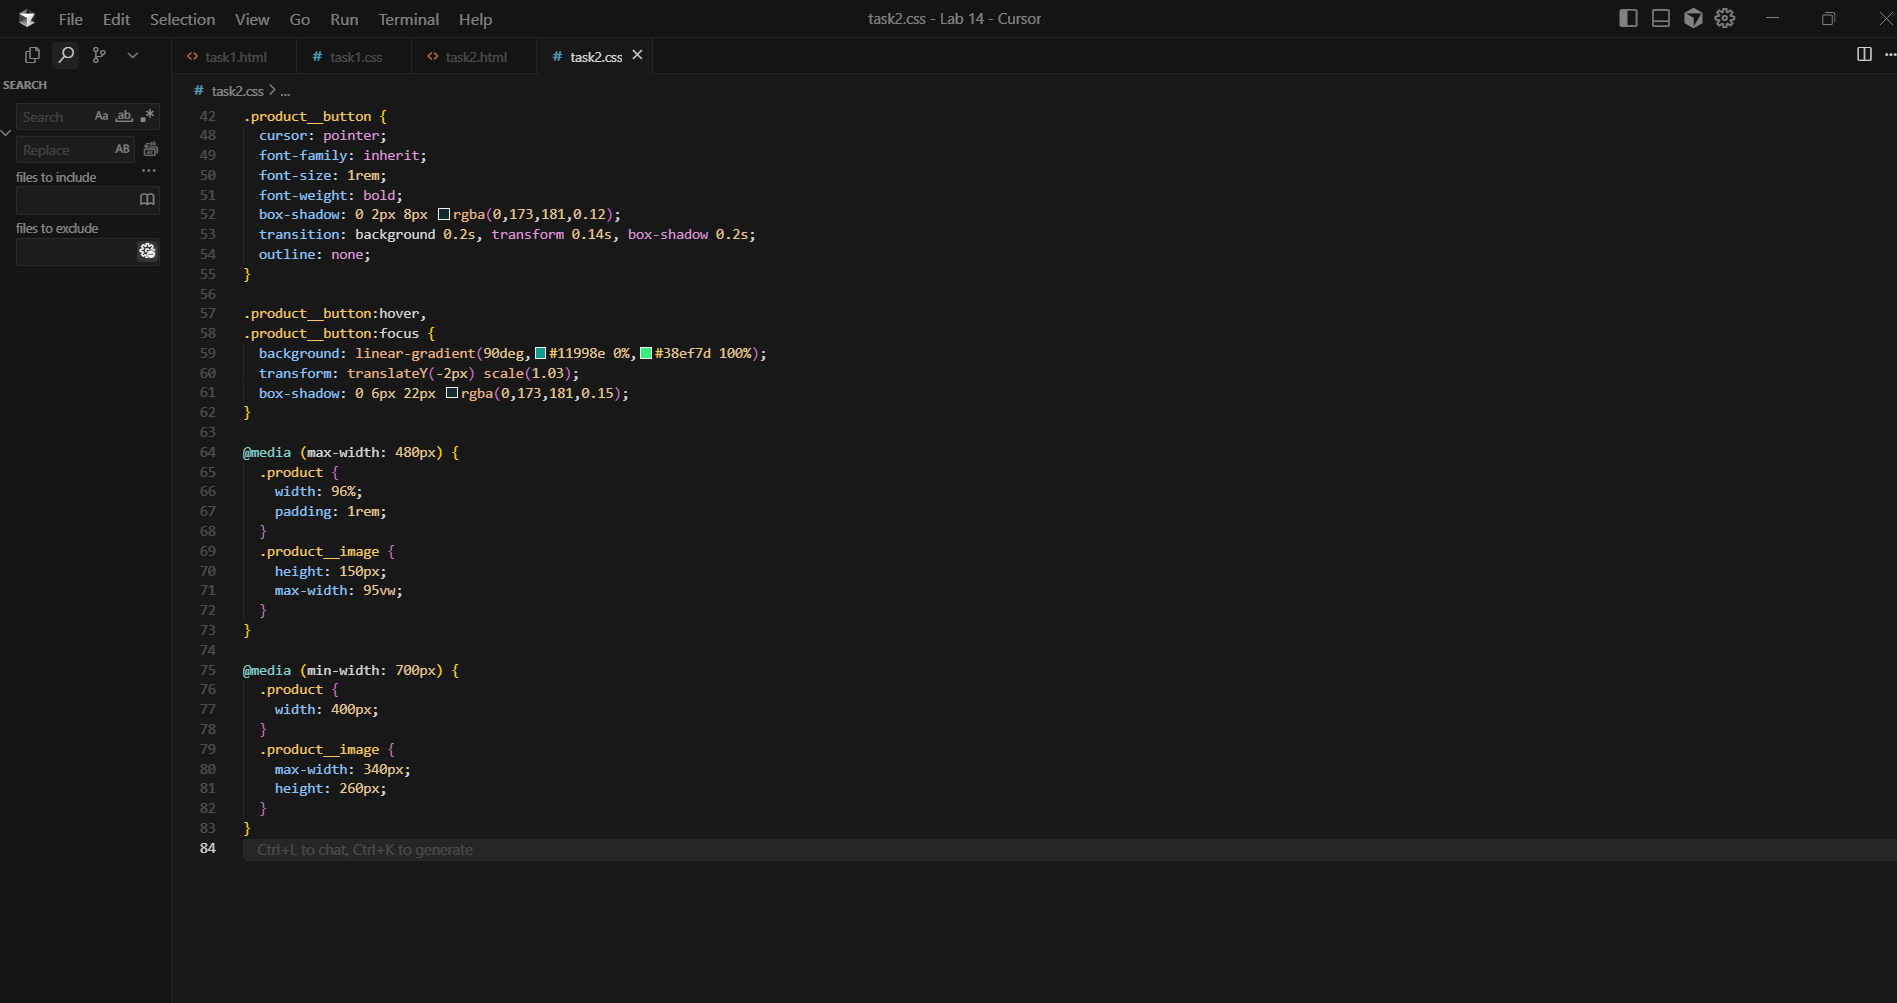 File Edit Selection View Go Run Terminal Help
task2.css - Lab 14 - Cursor
<> task1.html
# task1.css
<> task2.html
# task2.css
SEARCH
Search Aa ab .*
Replace AB
files to include
files to exclude
# task2.css > ...
42 .product__button {
48 cursor: pointer;
49 font-family: inherit;
50 font-size: 1rem;
51 font-weight: bold;
52 box-shadow: 0 2px 8px rgba(0,173,181,0.12);
53 transition: background 0.2s, transform 0.14s, box-shadow 0.2s;
54 outline: none;
55 }
56
57 .product__button:hover,
58 .product__button:focus {
59 background: linear-gradient(90deg,#11998e 0%,#38ef7d 100%);
60 transform: translateY(-2px) scale(1.03);
61 box-shadow: 0 6px 22px rgba(0,173,181,0.15);
62 }
63
64 @media (max-width: 480px) {
65 .product {
66 width: 96%;
67 padding: 1rem;
68 }
69 .product__image {
70 height: 150px;
71 max-width: 95vw;
72 }
73 }
74
75 @media (min-width: 700px) {
76 .product {
77 width: 400px;
78 }
79 .product__image {
80 max-width: 340px;
81 height: 260px;
82 }
83 }
84 Ctrl+L to chat, Ctrl+K to generate